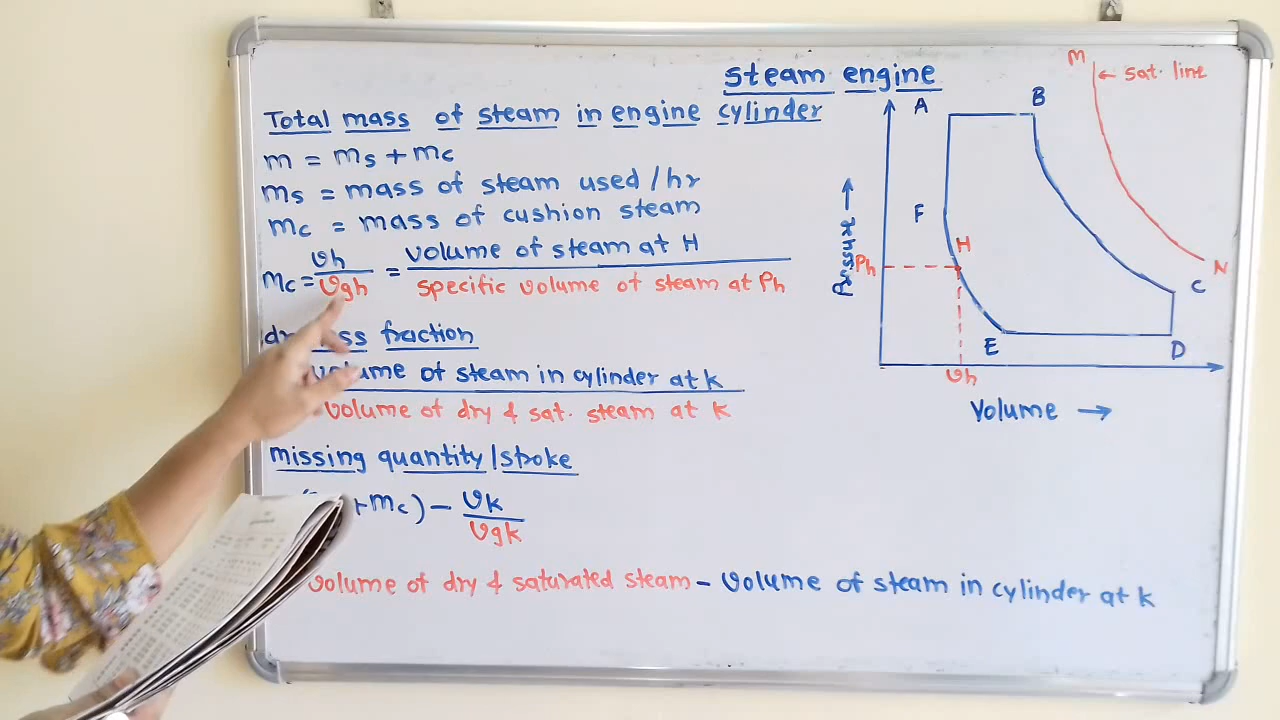 steam engine
Total mass of steam in engine cylinder
m = ms + mc
ms = mass of steam used / hr
mc = mass of cushion steam
mc = vh / vgh = volume of steam at H / specific volume of steam at Ph
fraction
volume of steam in cylinder at k
volume of dry & sat. steam at k
missing quantity / stroke
+ mc) - vk / vgk
volume of dry & saturated steam - volume of steam in cylinder at k
M
← sat. line
A
B
F
H
Pressure →
Ph
N
C
E
D
vh
Volume →